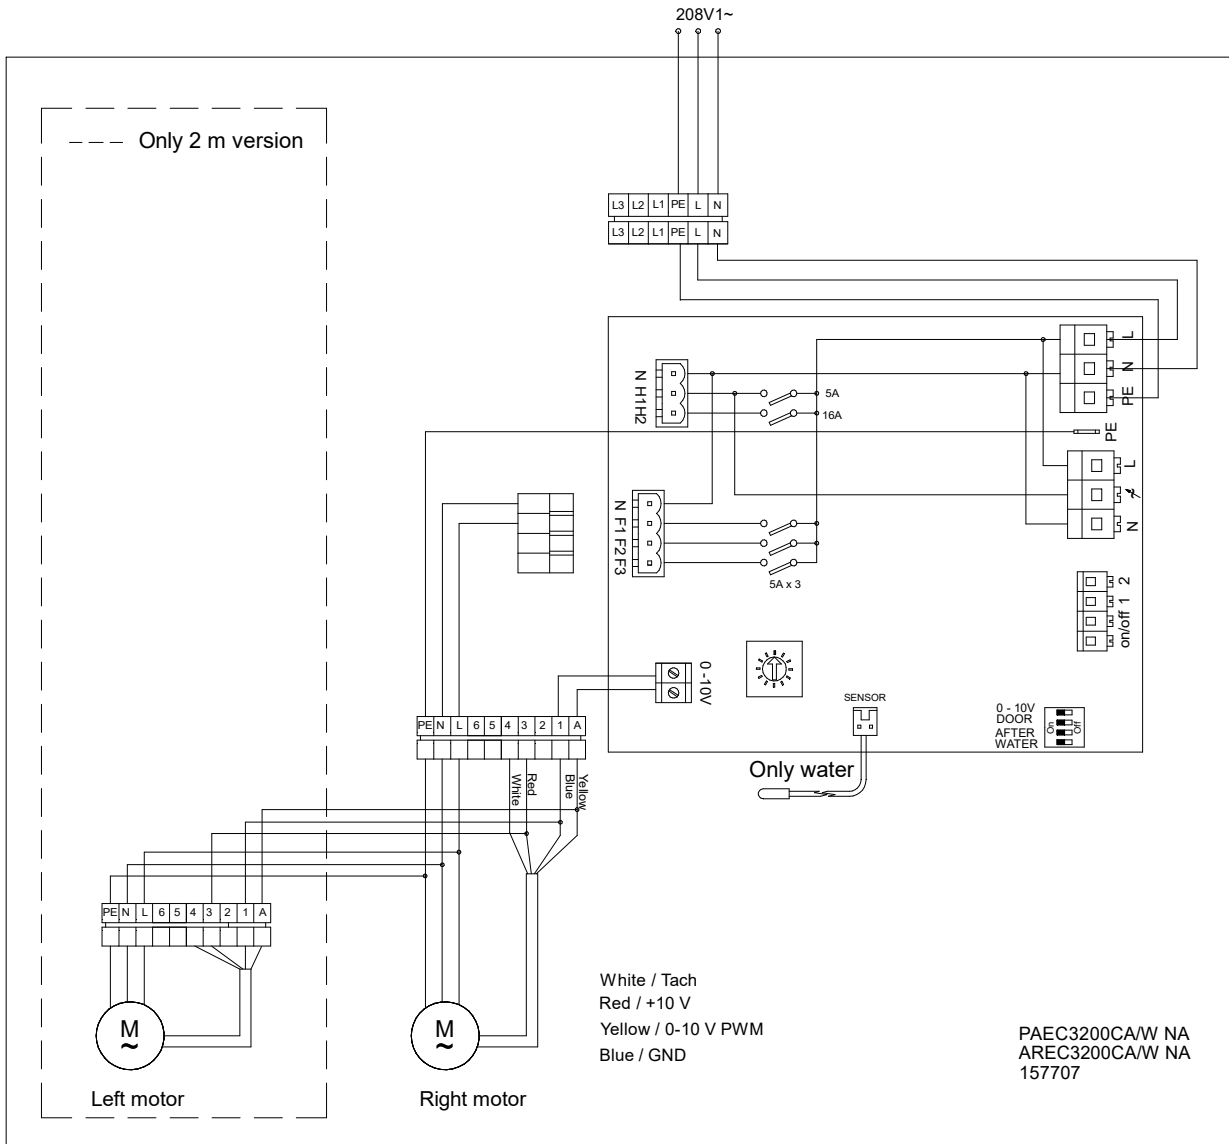 208V1~
Only 2 m version
L3 L2 L1 PE L N
L3 L2 L1 PE L N
L
N
PE
N H1 H2
5A
16A
PE
L
N
N F1 F2 F3
5A x 3
2
1
on/off
0 -10V
SENSOR
0 - 10V
DOOR
AFTER
WATER
On
Off
Only water
PE N L 6 5 4 3 2 1 A
White
Red
Blue
Yellow
PE N L 6 5 4 3 2 1 A
M
~
M
~
Left motor
Right motor
White / Tach
Red / +10 V
Yellow / 0-10 V PWM
Blue / GND
PAEC3200CA/W NA
AREC3200CA/W NA
157707